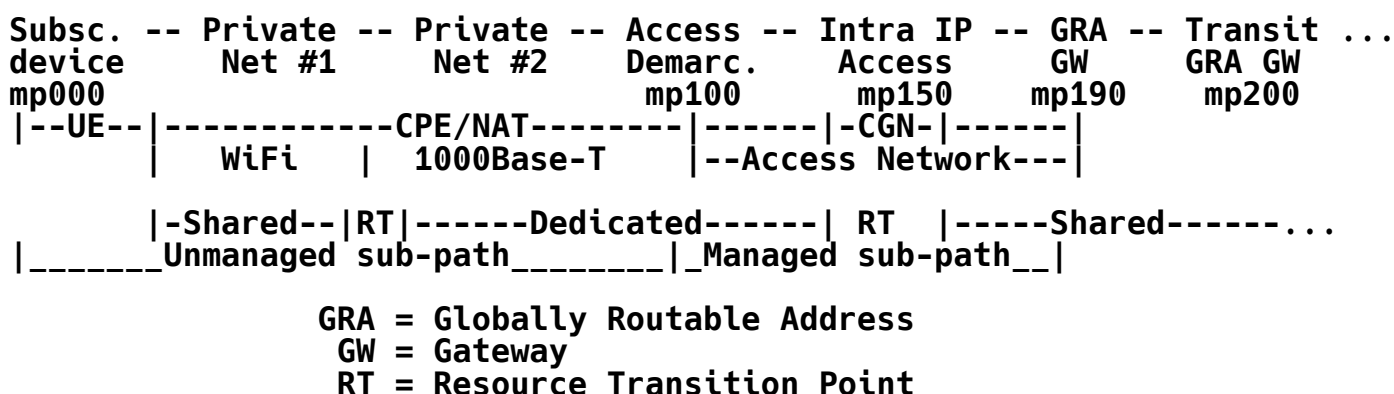 Subsc. -- Private -- Private -- Access -- Intra IP -- GRA -- Transit ...
device     Net #1     Net #2    Demarc.    Access     GW     GRA GW
mp000                            mp100      mp150    mp190    mp200
|--UE--|------------CPE/NAT--------|------|-CGN-|------|
       |   WiFi   |  1000Base-T    |--Access Network---|

       |-Shared--|RT|------Dedicated------| RT  |-----Shared------...
|_______Unmanaged sub-path________|_Managed sub-path__|

                GRA = Globally Routable Address
                 GW = Gateway
                 RT = Resource Transition Point